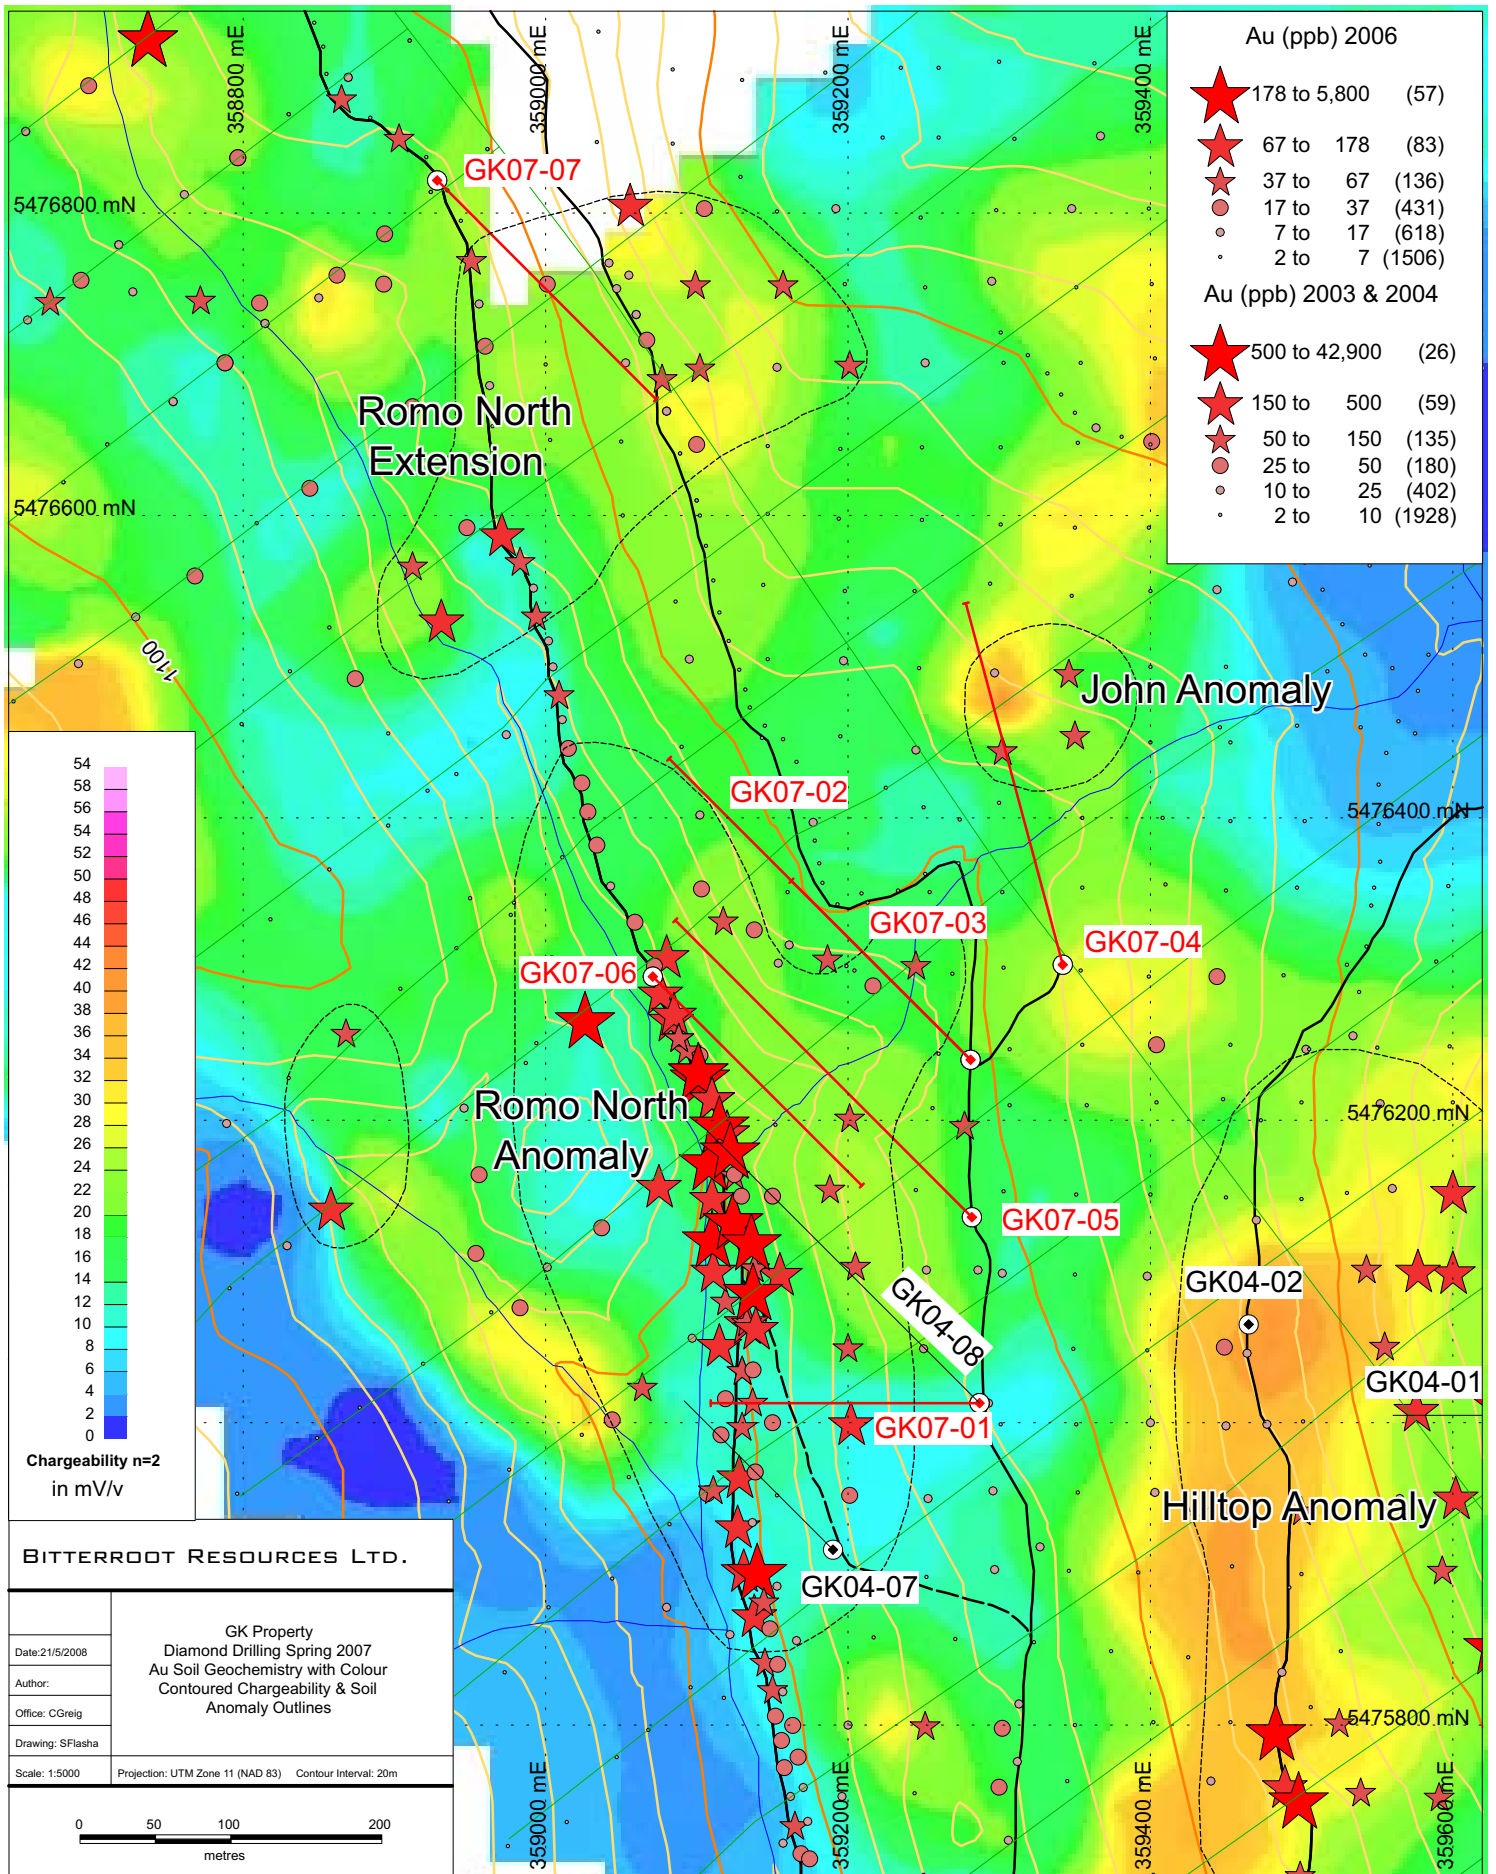 358800 mE
359000 mE
359200 mE
359400 mE
Au (ppb) 2006
178 to 5,800 (57)
67 to 178 (83)
37 to 67 (136)
17 to 37 (431)
7 to 17 (618)
2 to 7 (1506)
Au (ppb) 2003 & 2004
500 to 42,900 (26)
150 to 500 (59)
50 to 150 (135)
25 to 50 (180)
10 to 25 (402)
2 to 10 (1928)
GK07-07
5476800 mN
Romo North
Extension
5476600 mN
1100
John Anomaly
GK07-02
5476400 mN
GK07-03
GK07-04
GK07-06
Romo North
Anomaly
5476200 mN
GK07-05
GK04-02
GK04-08
GK04-01
GK07-01
Hilltop Anomaly
GK04-07
5475800 mN
54
58
56
54
52
50
48
46
44
42
40
38
36
34
32
30
28
26
24
22
20
18
16
14
12
10
8
6
4
2
0
Chargeability n=2
in mV/v
BITTERROOT RESOURCES LTD.
Date:21/5/2008
Author:
Office: CGreig
Drawing: SFlasha
Scale: 1:5000
GK Property
Diamond Drilling Spring 2007
Au Soil Geochemistry with Colour
Contoured Chargeability & Soil
Anomaly Outlines
Projection: UTM Zone 11 (NAD 83) Contour Interval: 20m
0 50 100 200
metres
359000 mE
359200 mE
359400 mE
359600 mE